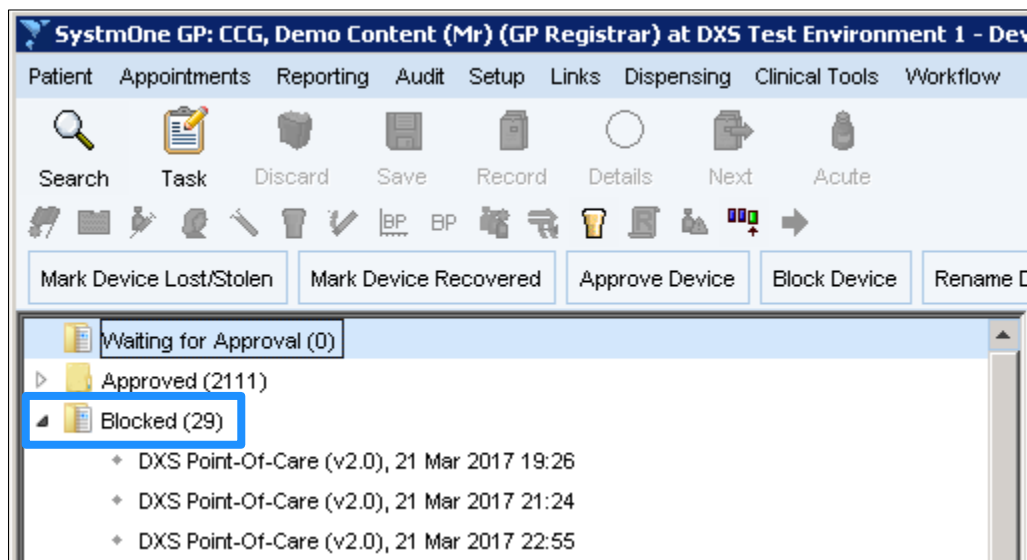 SystmOne GP: CCG, Demo Content (Mr) (GP Registrar) at DXS Test Environment 1 - Dev
Patient Appointments Reporting Audit Setup Links Dispensing Clinical Tools Workflow
Search Task Discard Save Record Details Next Acute
BP BP R
Mark Device Lost/Stolen Mark Device Recovered Approve Device Block Device Rename D
Waiting for Approval (0)
Approved (2111)
Blocked (29)
DXS Point-Of-Care (v2.0), 21 Mar 2017 19:26
DXS Point-Of-Care (v2.0), 21 Mar 2017 21:24
DXS Point-Of-Care (v2.0), 21 Mar 2017 22:55